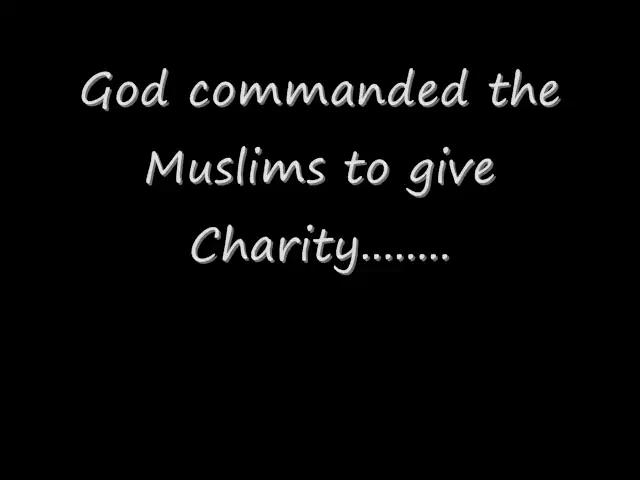 God commanded the
Muslims to give
Charity........